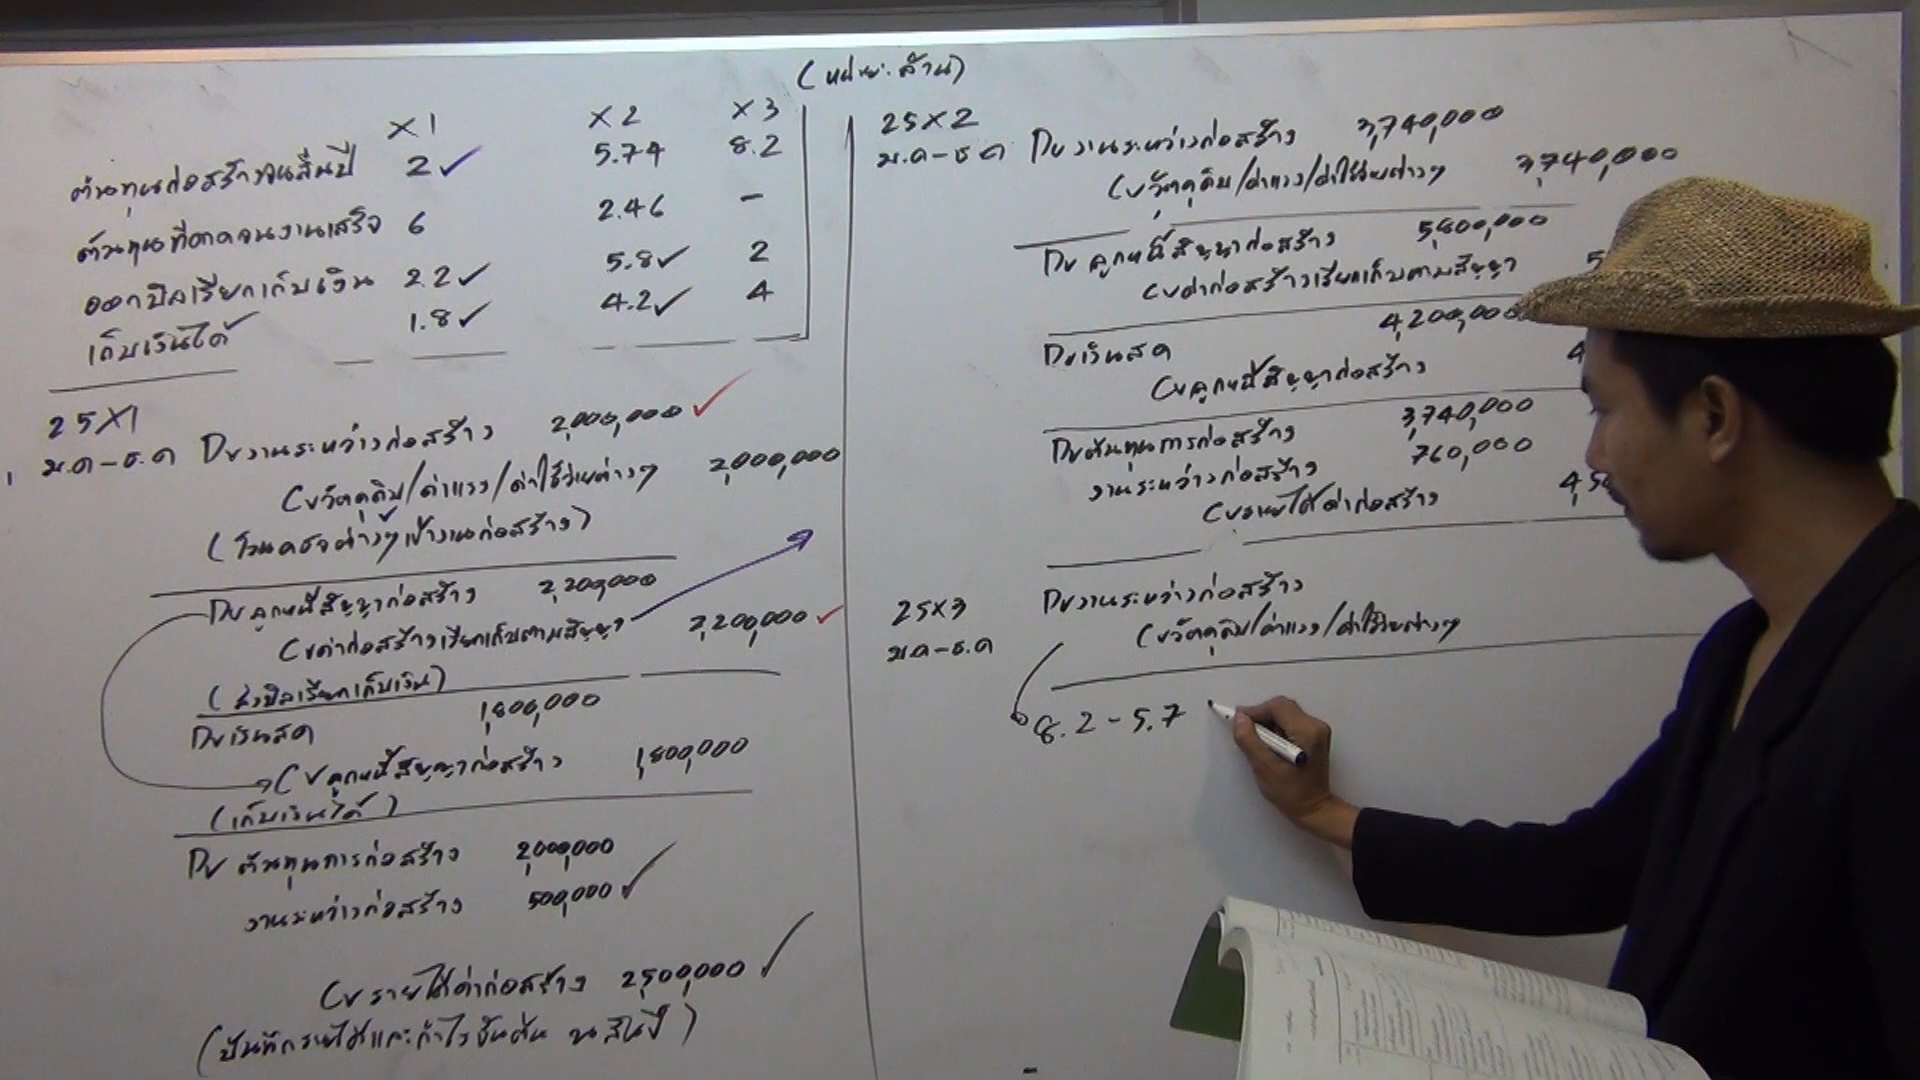 (หน่วย:ล้าน)
X1 X2 X3
ต้นทุนก่อสร้างจนสิ้นปี 2✓ 5.74 8.2
ต้นทุนที่คาดจนงานเสร็จ 6 2.46 -
ออกบิลเรียกเก็บเงิน 2.2✓ 5.8✓ 2
เก็บเงินได้ 1.8✓ 4.2✓ 4
25X1
ม.ค-ธ.ค Dr งานระหว่างก่อสร้าง 2,000,000 ✓
Cr วัตถุดิบ/ค่าแรง/ค่าใช้จ่ายต่างๆ 2,000,000
(โอนคชจต่างๆเข้างานก่อสร้าง)
Dr ลูกหนี้สัญญาก่อสร้าง 2,200,000
Cr ค่าก่อสร้างเรียกเก็บตามสัญญา 2,200,000 ✓
(ส่งบิลเรียกเก็บเงิน)
Dr เงินสด 1,800,000
Cr ลูกหนี้สัญญาก่อสร้าง 1,800,000
(เก็บเงินได้)
Dr ต้นทุนการก่อสร้าง 2,000,000
งานระหว่างก่อสร้าง 500,000 ✓
Cr รายได้ค่าก่อสร้าง 2,500,000 ✓
(บันทึกรายได้และกำไรขั้นต้น ณ สิ้นปี)
25X2
ม.ค-ธ.ค Dr งานระหว่างก่อสร้าง 3,740,000
Cr วัตถุดิบ/ค่าแรง/ค่าใช้จ่ายต่างๆ 3,740,000
Dr ลูกหนี้สัญญาก่อสร้าง 5,800,000
Cr ค่าก่อสร้างเรียกเก็บตามสัญญา 5
Dr เงินสด 4,200,000
Cr ลูกหนี้สัญญาก่อสร้าง 4
Dr ต้นทุนการก่อสร้าง 3,740,000
งานระหว่างก่อสร้าง 760,000
Cr รายได้ค่าก่อสร้าง 4,5
25X3
ม.ค-ธ.ค Dr งานระหว่างก่อสร้าง
Cr วัตถุดิบ/ค่าแรง/ค่าใช้จ่ายต่างๆ
8.2-5.7